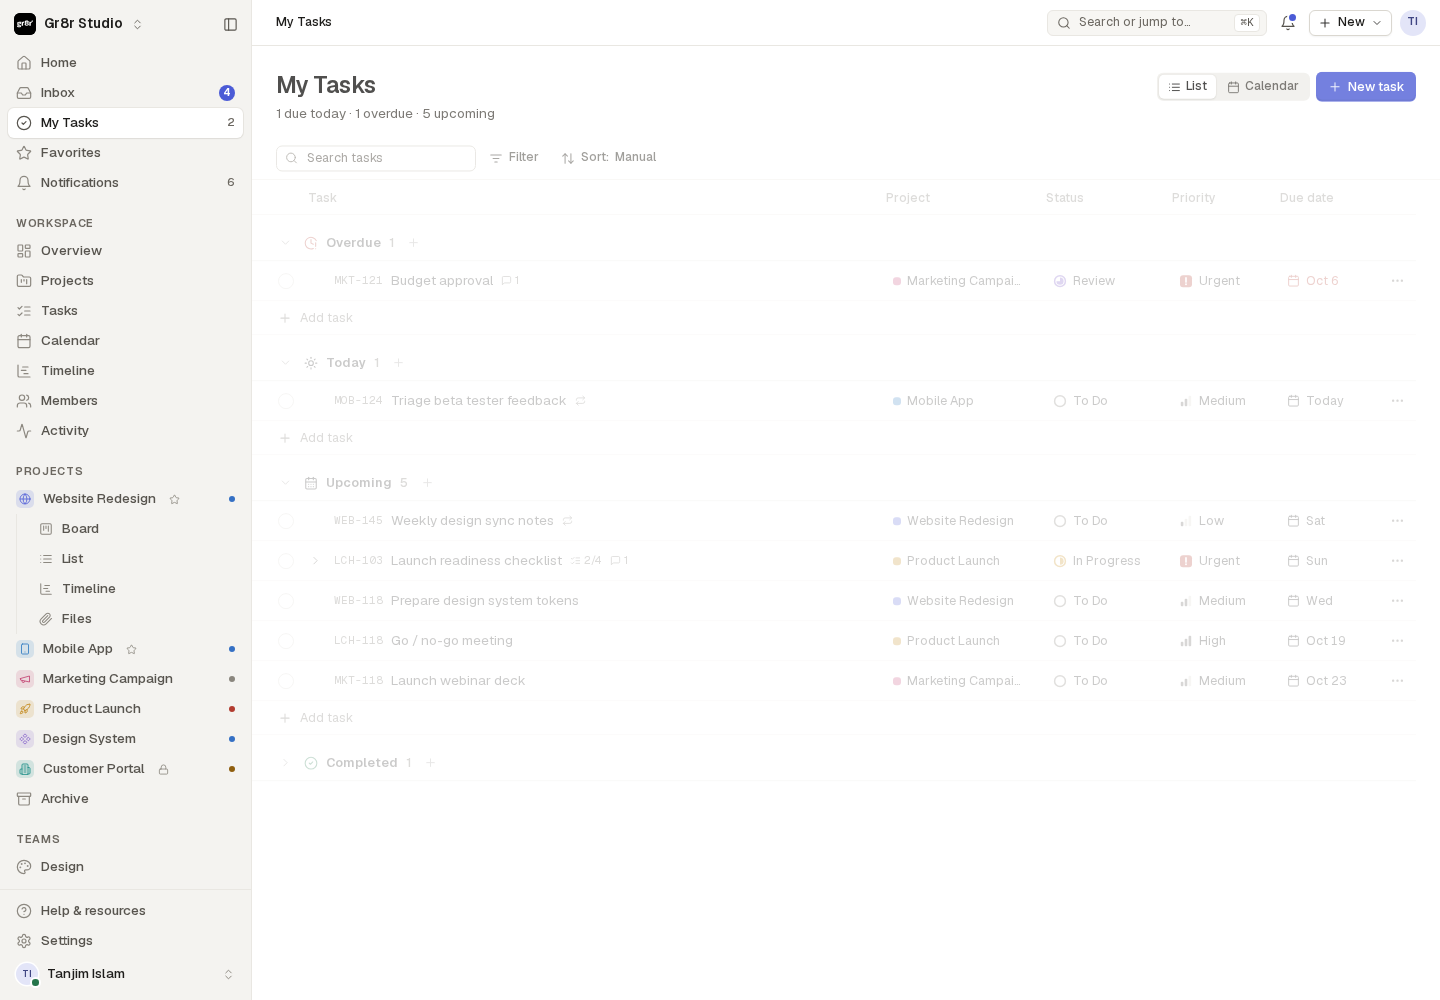 gr8r Gr8r Studio
Home
Inbox 4
My Tasks 2
Favorites
Notifications 6
WORKSPACE
Overview
Projects
Tasks
Calendar
Timeline
Members
Activity
PROJECTS
Website Redesign
Board
List
Timeline
Files
Mobile App
Marketing Campaign
Product Launch
Design System
Customer Portal
Archive
TEAMS
Design
Help & resources
Settings
TI Tanjim Islam
My Tasks Search or jump to... ⌘K New TI
My Tasks List Calendar New task
1 due today · 1 overdue · 5 upcoming
Search tasks Filter Sort: Manual
Task Project Status Priority Due date
Overdue 1
MKT-121 Budget approval 1 Marketing Campai... Review Urgent Oct 6
Add task
Today 1
MOB-124 Triage beta tester feedback Mobile App To Do Medium Today
Add task
Upcoming 5
WEB-145 Weekly design sync notes Website Redesign To Do Low Sat
LCH-103 Launch readiness checklist 2/4 1 Product Launch In Progress Urgent Sun
WEB-118 Prepare design system tokens Website Redesign To Do Medium Wed
LCH-118 Go / no-go meeting Product Launch To Do High Oct 19
MKT-118 Launch webinar deck Marketing Campai... To Do Medium Oct 23
Add task
Completed 1